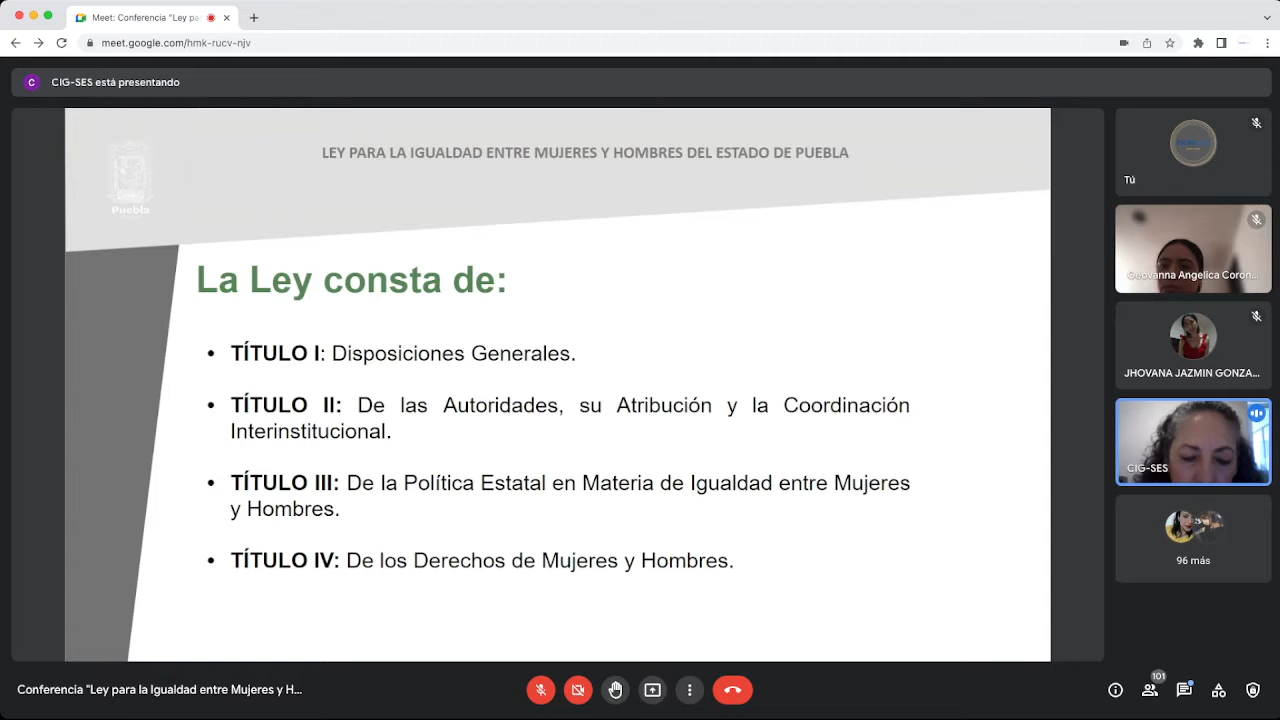 Meet: Conferencia "Ley pa
meet.google.com/hmk-rucv-njv
C
CIG-SES está presentando
LEY PARA LA IGUALDAD ENTRE MUJERES Y HOMBRES DEL ESTADO DE PUEBLA
Puebla
La Ley consta de:
• TÍTULO I: Disposiciones Generales.
• TÍTULO II: De las Autoridades, su Atribución y la Coordinación
Interinstitucional.
• TÍTULO III: De la Política Estatal en Materia de Igualdad entre Mujeres
y Hombres.
• TÍTULO IV: De los Derechos de Mujeres y Hombres.
Tú
Geovanna Angelica Coron...
JHOVANA JAZMIN GONZA...
CIG-SES
96 más
Conferencia "Ley para la Igualdad entre Mujeres y H...
101